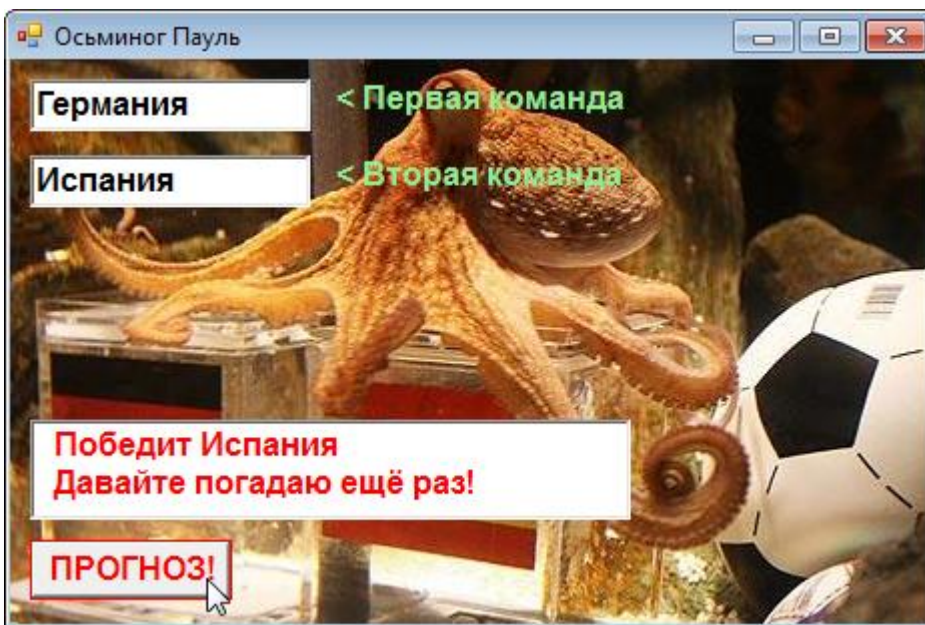 Осьминог Пауль
Германия
< Первая команда
Испания
< Вторая команда
Победит Испания
Давайте погадаю ещё раз!
ПРОГНОЗ!